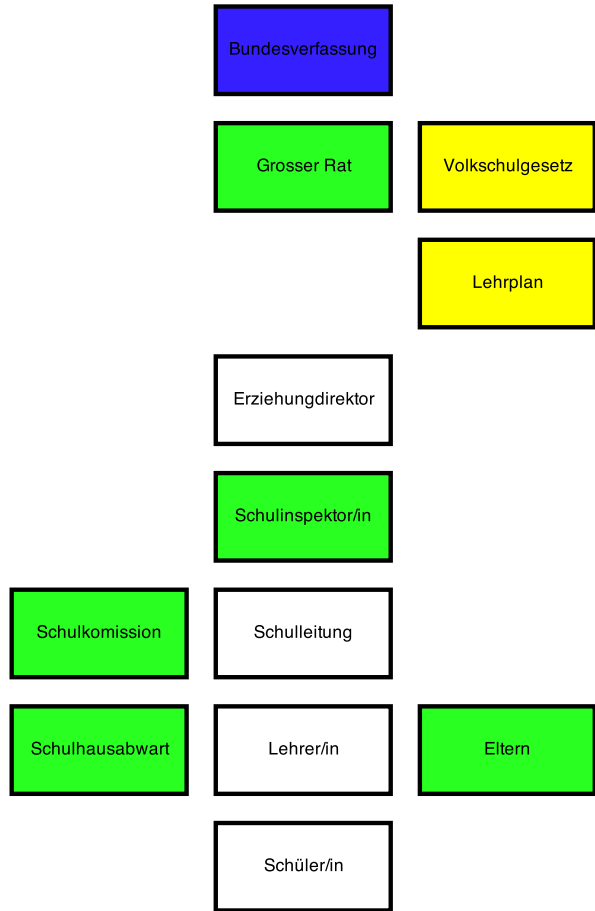 Bundesverfassung
Grosser Rat
Volkschulgesetz
Lehrplan
Erziehungdirektor
Schulinspektor/in
Schulkomission
Schulleitung
Schulhausabwart
Lehrer/in
Eltern
Schüler/in